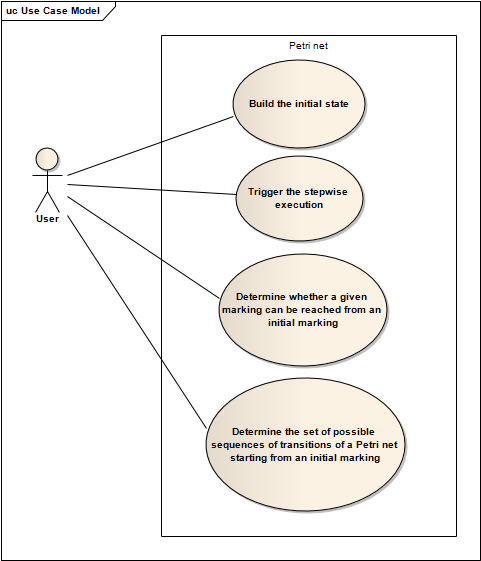 uc Use Case Model
Petri net
Build the initial state
Trigger the stepwise
execution
User
Determine whether a given
marking can be reached from an
initial marking
Determine the set of possible
sequences of transitions of a Petri net
starting from an initial marking